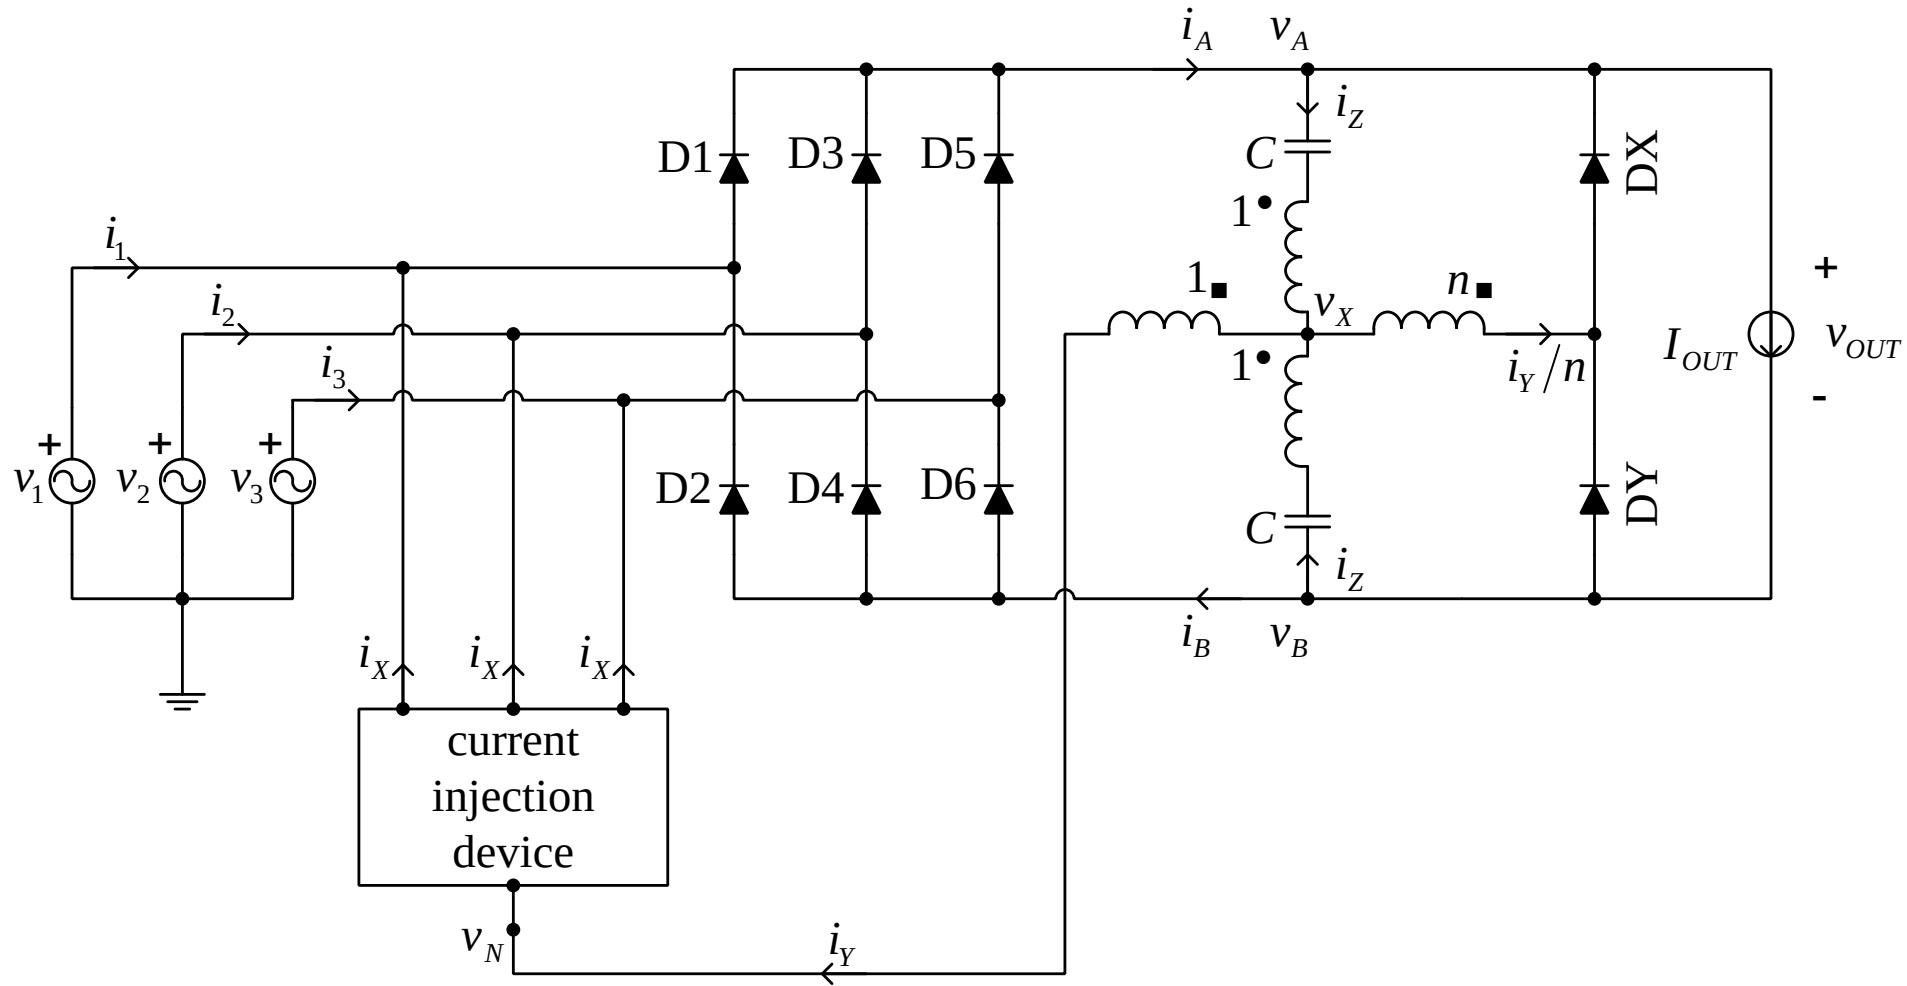 i_A
v_A
i_Z
D1
D3
D5
C
DX
1
i_1
i_2
1
n
v_X
i_3
1
i_Y/n
I_OUT
+
v_OUT
-
+
+
+
v_1
v_2
v_3
D2
D4
D6
C
DY
i_Z
i_B
v_B
i_X
i_X
i_X
current
injection
device
v_N
i_Y